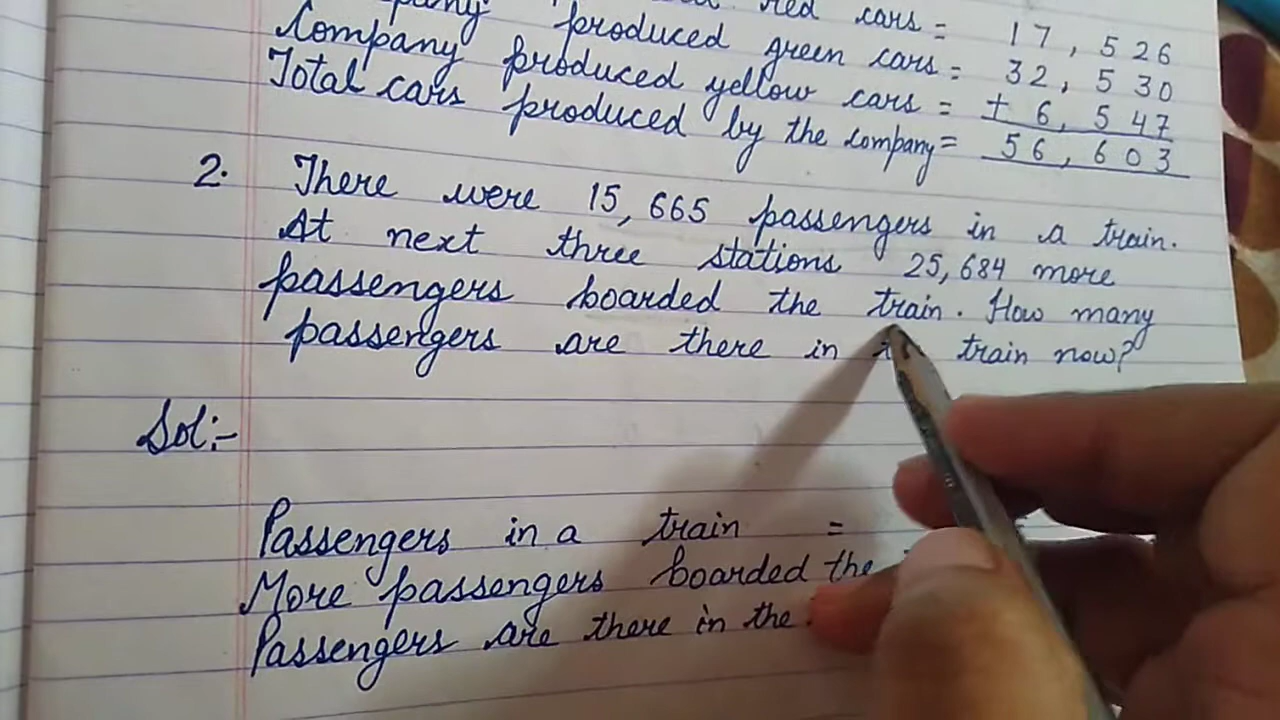 red cars = 17,526
Company produced green cars = 32,530
Company produced yellow cars = + 6,547
Total cars produced by the company = 56,603
2. There were 15,665 passengers in a train.
At next three stations 25,684 more
passengers boarded the train. How many
passengers are there in train now?
Sol:-
Passengers in a train =
More passengers boarded the
Passengers are there in the